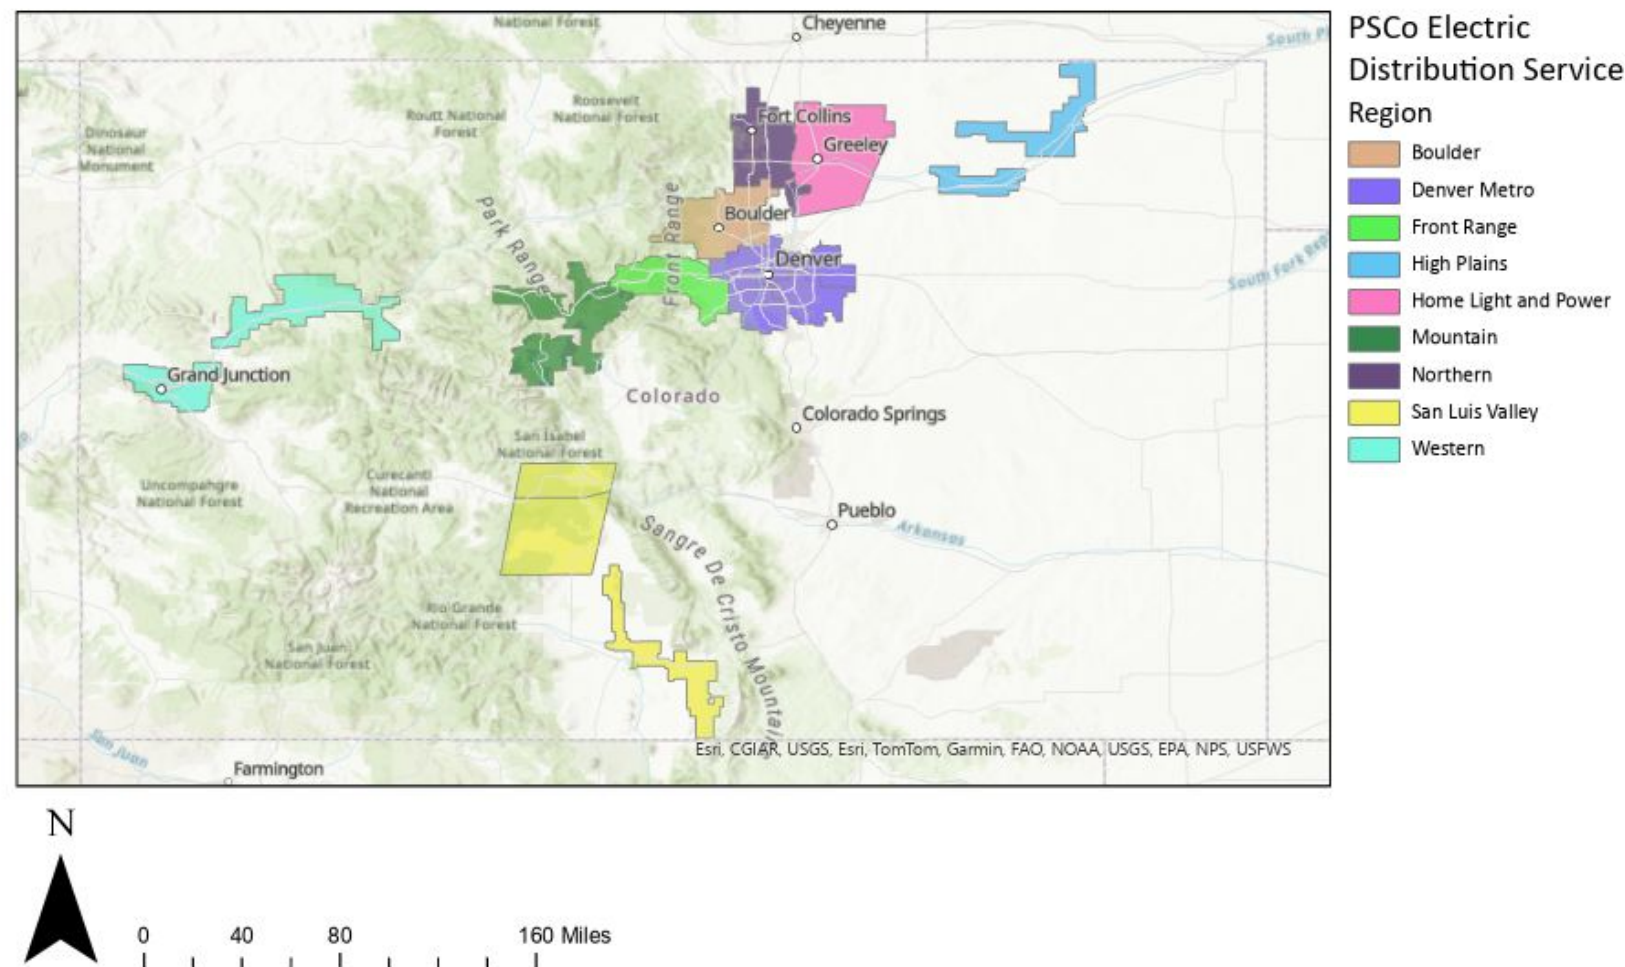 PSCo Electric
Distribution Service
Region
Boulder
Denver Metro
Front Range
High Plains
Home Light and Power
Mountain
Northern
San Luis Valley
Western
National Forest
Cheyenne
South Pl
Dinosaur
National
Monument
Routt National
Forest
Roosevelt
National Forest
Fort Collins
Greeley
Park Range
Front Range
Boulder
Denver
South Fork Rep
Grand Junction
Colorado
Colorado Springs
San Isabel
National Forest
Uncompahgre
National Forest
Curecanti
National
Recreation Area
Pueblo
Arkansas
Sangre De Cristo Mountain
Rio Grande
National Forest
San Juan
National Forest
San Juan
Farmington
Esri, CGIAR, USGS, Esri, TomTom, Garmin, FAO, NOAA, USGS, EPA, NPS, USFWS
N
0 40 80 160 Miles